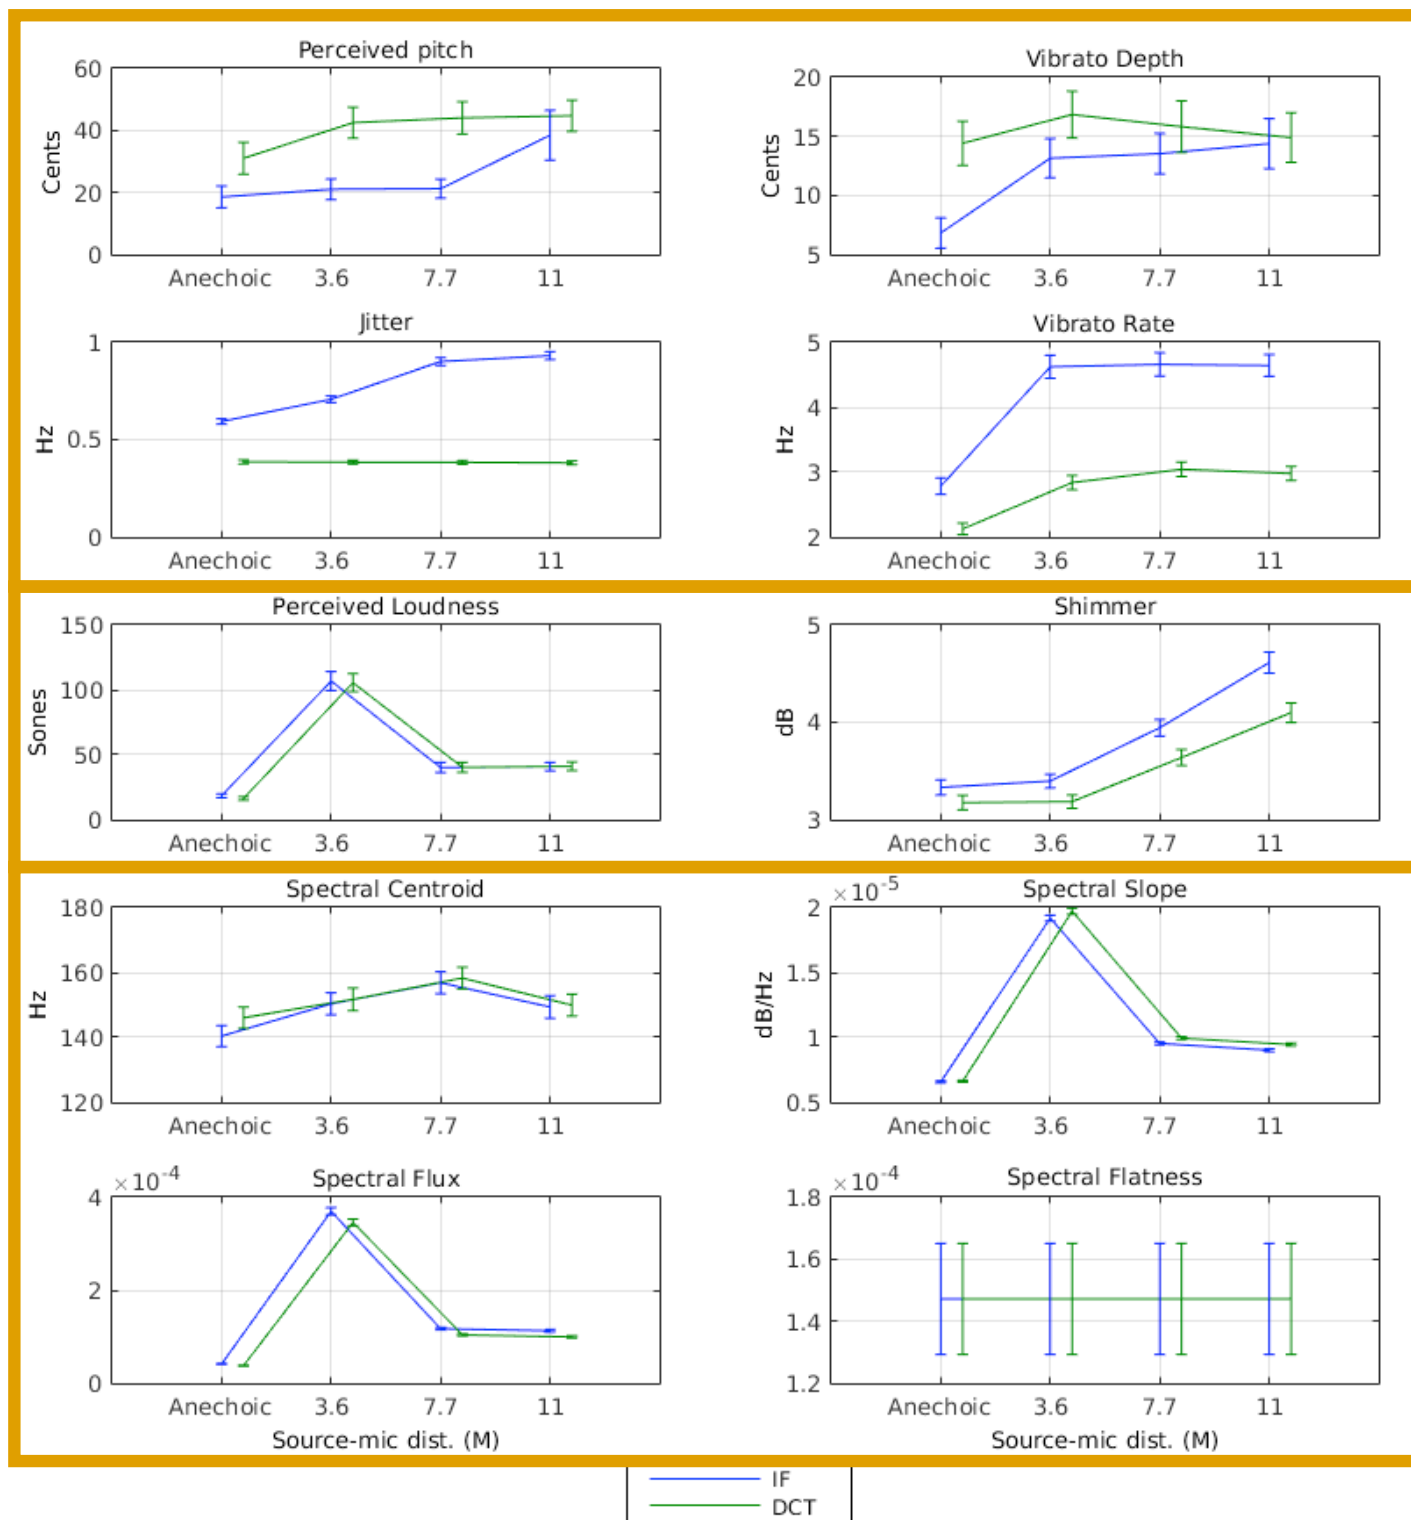 Perceived pitch
60
40
20
0
Cents
Anechoic 3.6 7.7 11
Vibrato Depth
20
15
10
5
Cents
Anechoic 3.6 7.7 11
Jitter
1
0.5
0
Hz
Anechoic 3.6 7.7 11
Vibrato Rate
5
4
3
2
Hz
Anechoic 3.6 7.7 11
Perceived Loudness
150
100
50
0
Sones
Anechoic 3.6 7.7 11
Shimmer
5
4
3
dB
Anechoic 3.6 7.7 11
Spectral Centroid
180
160
140
120
Hz
Anechoic 3.6 7.7 11
×10-5 Spectral Slope
2
1.5
1
0.5
dB/Hz
Anechoic 3.6 7.7 11
×10-4 Spectral Flux
4
2
0
Anechoic 3.6 7.7 11
Source-mic dist. (M)
×10-4 Spectral Flatness
1.8
1.6
1.4
1.2
Anechoic 3.6 7.7 11
Source-mic dist. (M)
IF
DCT